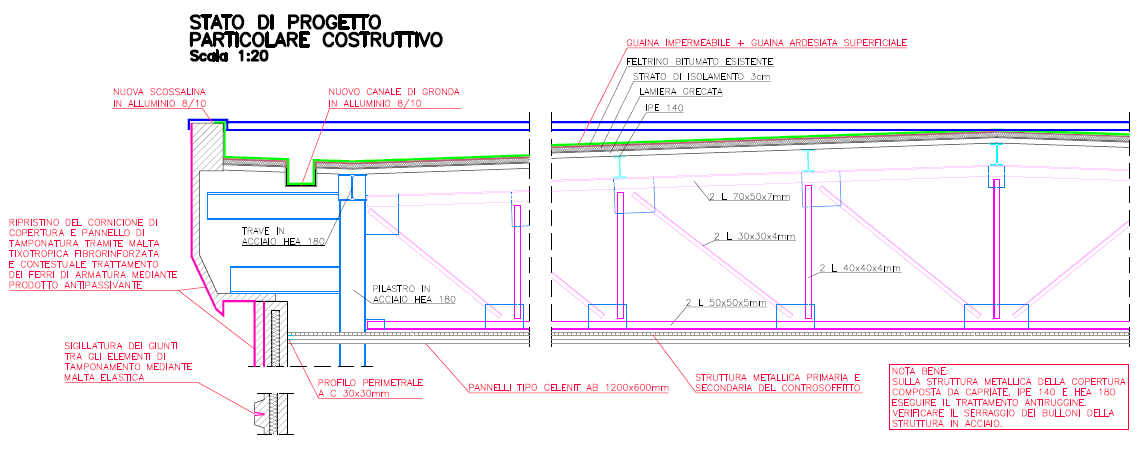 STATO DI PROGETTO
PARTICOLARE COSTRUTTIVO
Scala 1:20
NUOVA SCOSSALINA
IN ALLUMINIO 8/10
NUOVO CANALE DI GRONDA
IN ALLUMINIO 8/10
GUAINA IMPERMEABILE + GUAINA ARDESIATA SUPERFICIALE
FELTRINO BITUMATO ESISTENTE
STRATO DI ISOLAMENTO 3cm
LAMIERA GRECATA
IPE 140
2 L 70x50x7mm
2 L 30x30x4mm
2 L 40x40x4mm
2 L 50x50x5mm
RIPRISTINO DEL CORNICIONE DI
COPERTURA E PANNELLO DI
TAMPONATURA TRAMITE MALTA
TIXOTROPICA FIBRORINFORZATA
E CONTESTUALE TRATTAMENTO
DEI FERRI DI ARMATURA MEDIANTE
PRODOTTO ANTIPASSIVANTE
TRAVE IN
ACCIAIO HEA 180
PILASTRO IN
ACCIAIO HEA 180
SIGILLATURA DEI GIUNTI
TRA GLI ELEMENTI DI
TAMPONAMENTO MEDIANTE
MALTA ELASTICA
PROFILO PERIMETRALE
A C 30x30mm
PANNELLI TIPO CELENIT AB 1200x600mm
STRUTTURA METALLICA PRIMARIA E
SECONDARIA DEL CONTROSOFFITTO
NOTA BENE:
SULLA STRUTTURA METALLICA DELLA COPERTURA
COMPOSTA DA CAPRIATE, IPE 140 E HEA 180
ESEGUIRE IL TRATTAMENTO ANTIRUGGINE.
VERIFICARE IL SERRAGGIO DEI BULLONI DELLA
STRUTTURA IN ACCIAIO.